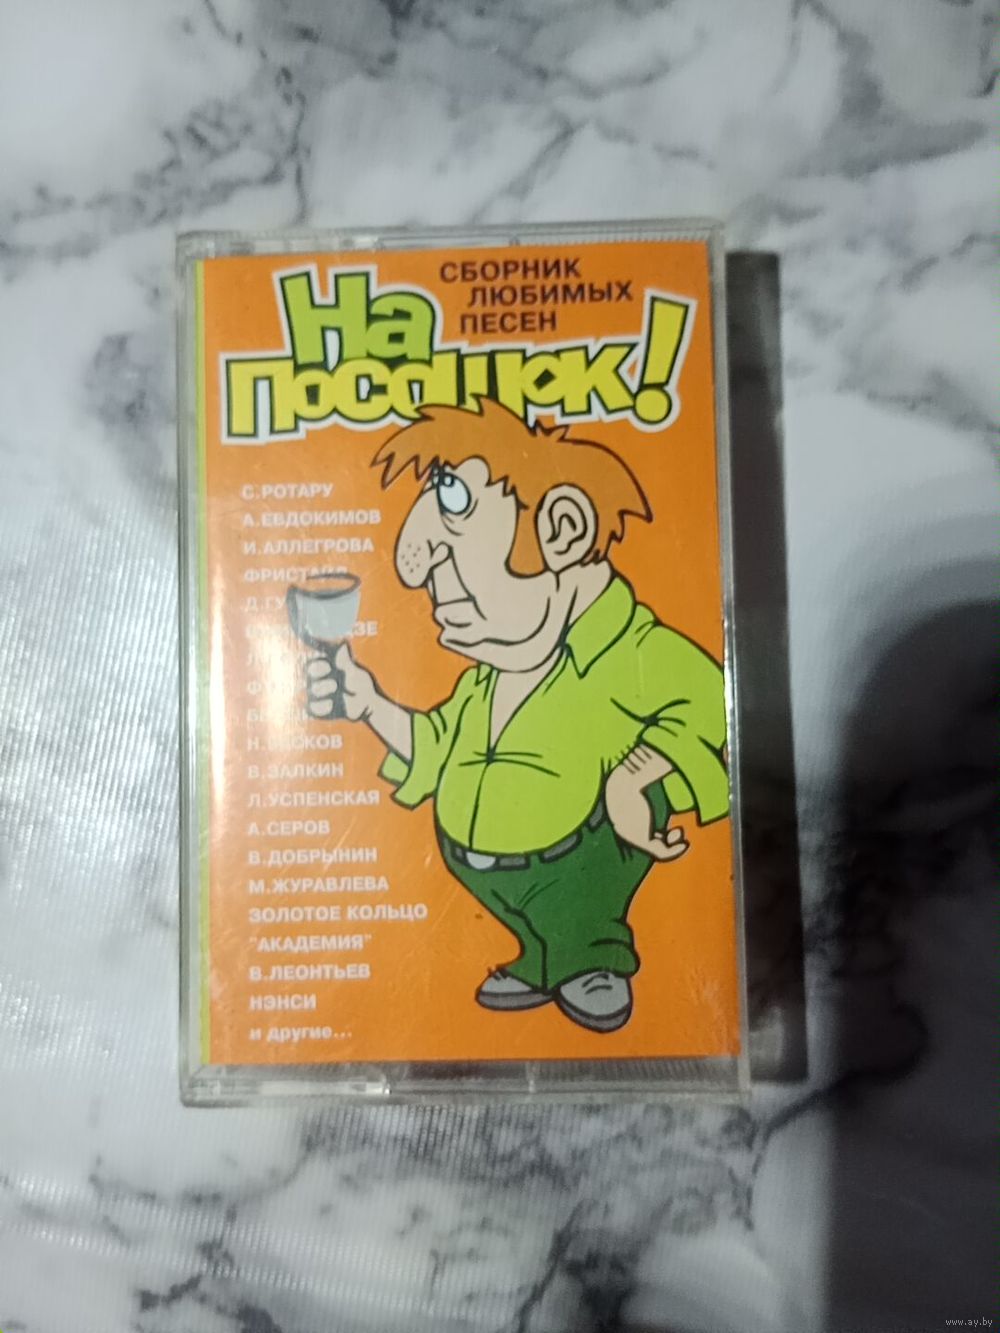 СБОРНИК
ЛЮБИМЫХ
ПЕСЕН
На
Посошок!
С.РОТАРУ
А.ЕВДОКИМОВ
И.АЛЛЕГРОВА
ФРИСТАЙЛ
В.ЗАЛКИН
Л.УСПЕНСКАЯ
А.СЕРОВ
В.ДОБРЫНИН
М.ЖУРАВЛЕВА
ЗОЛОТОЕ КОЛЬЦО
"АКАДЕМИЯ"
В.ЛЕОНТЬЕВ
НЭНСИ
и другие...
www.ay.by